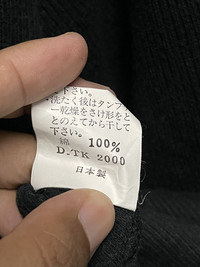 下さい。
・洗たく後はタンブラ
ー乾燥をさけ形をと
とのえてから干して
下さい。
綿 100%
D-TK 2000
日本製